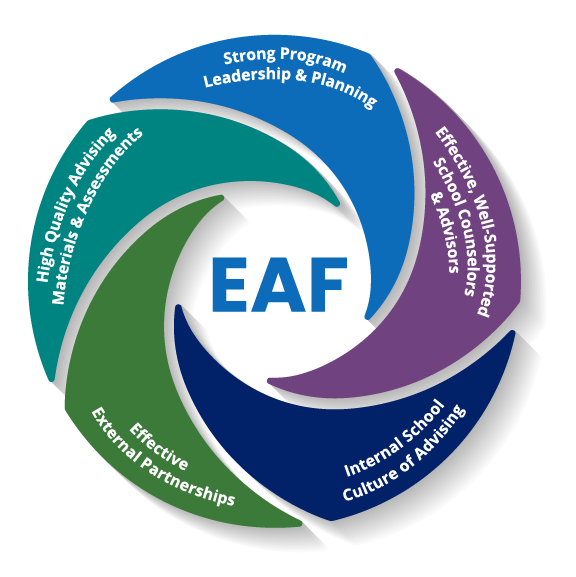 Strong Program
Leadership & Planning
Effective, Well-Supported
School Counselors
& Advisors
Internal School
Culture of Advising
Effective
External Partnerships
High Quality Advising
Materials & Assessments
EAF